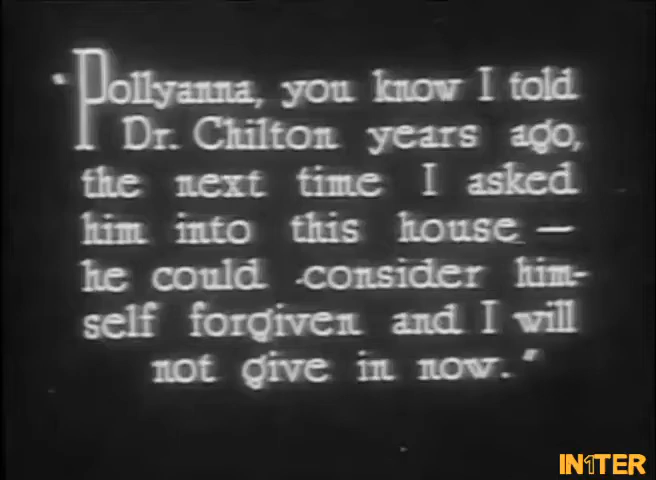 "Pollyanna, you know I told
Dr. Chilton years ago,
the next time I asked
him into this house —
he could consider him-
self forgiven and I will
not give in now."
IN1TER